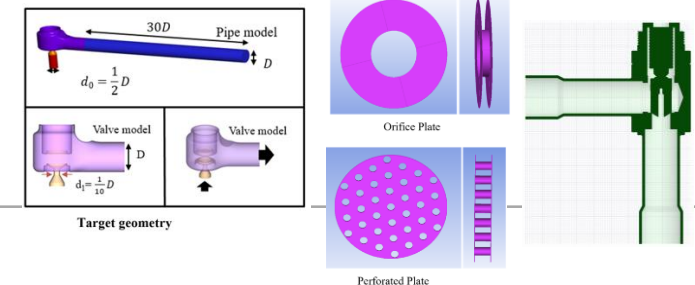 30D
Pipe model
D
d₀ = 1/2 D
Valve model
D
d₁= 1/10 D
Valve model
Target geometry
Orifice Plate
Perforated Plate